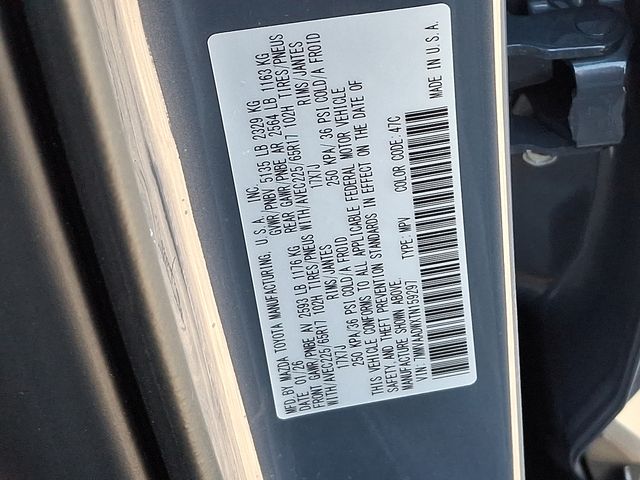 MFD.BY MAZDA TOYOTA MANUFACTURING, U.S.A., INC.
DATE: 01/26 GVWR/PNBV 5135 LB 2329 KG
FRONT GAWR/PNBE AV 2593 LB 1176 KG REAR GAWR/PNBE AR 2564 LB 1163 KG
WITH/AVEC225/65R17 102H TIRES/PNEUS WITH/AVEC225/65R17 102H TIRES/PNEUS
17X7J RIMS/JANTES 17X7J RIMS/JANTES
250 KPA/36 PSI COLD/A FROID 250 KPA/36 PSI COLD/A FROID
THIS VEHICLE CONFORMS TO ALL APPLICABLE FEDERAL MOTOR VEHICLE
SAFETY, AND THEFT PREVENTION STANDARDS IN EFFECT ON THE DATE OF
MANUFACTURE SHOWN ABOVE.
VIN: TYPE: MPV COLOR CODE: 47C MADE IN U.S.A.